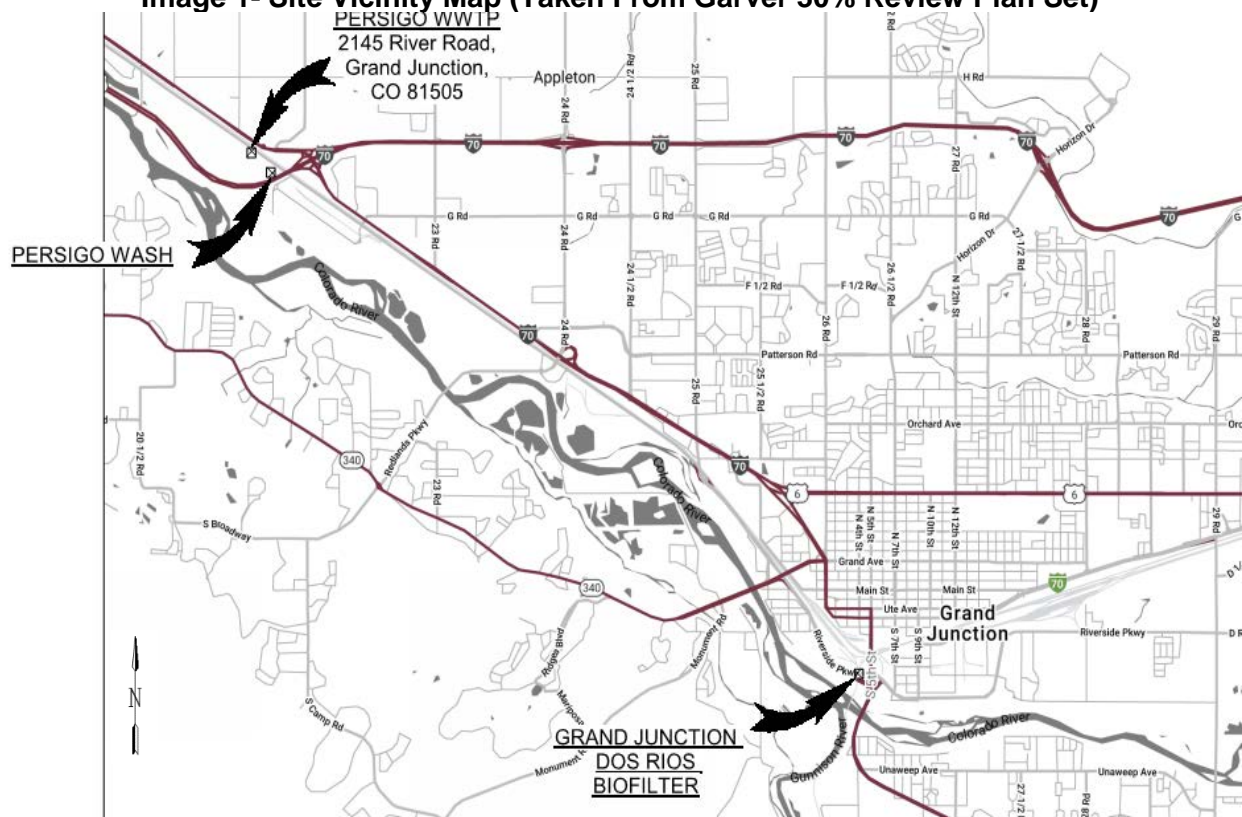 Image 1- Site Vicinity Map (Taken From Garver 30% Review Plan Set)
PERSIGO WWTP
2145 River Road,
Grand Junction,
CO 81505
PERSIGO WASH
GRAND JUNCTION
DOS RIOS
BIOFILTER
N
Appleton
24 Rd
24 1/2 Rd
25 Rd
H Rd
27 Rd
Horizon Dr
70
70
70
70
70
70
G Rd
G Rd
G Rd
G Rd
G Rd
G
23 Rd
24 Rd
24 1/2 Rd
26 1/2 Rd
Horizon Dr
27 1/2 Rd
N 12th St
F 1/2 Rd
F 1/2 Rd
Colorado River
70
24 Rd
26 Rd
28 Rd
29 Rd
Patterson Rd
Patterson Rd
25 Rd
25 1/2 Rd
Orchard Ave
20 1/2 Rd
Redlands Pkwy
340
23 Rd
Colorado River
70
6
6
S Broadway
N 4th St
N 5th St
N 7th St
N 10th St
N 12th St
29 Rd
Grand Ave
70
Main St
Main St
Ute Ave
340
Grand
Junction
Monument Rd
Ridges Blvd
Riverside Pkwy
S 7th St
S 9th St
Riverside Pkwy
S 5th St
S Camp Rd
Colorado River
Gunnison River
Unaweep Ave
Unaweep Ave
27 1/2
28 Rd